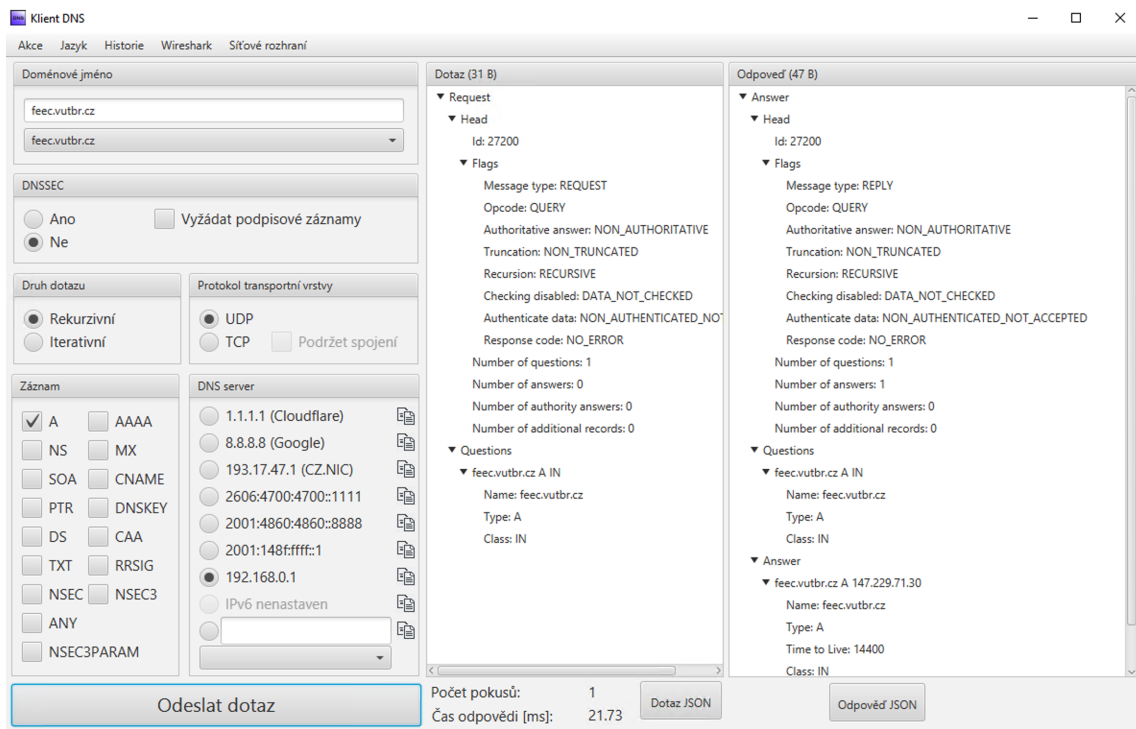 DNS Klient DNS
Akce Jazyk Historie Wireshark Síťové rozhraní
Doménové jméno
feec.vutbr.cz
feec.vutbr.cz
DNSSEC
Ano Vyžádat podpisové záznamy
Ne
Druh dotazu
Rekurzivní
Iterativní
Protokol transportní vrstvy
UDP
TCP Podržet spojení
Záznam
A AAAA
NS MX
SOA CNAME
PTR DNSKEY
DS CAA
TXT RRSIG
NSEC NSEC3
ANY
NSEC3PARAM
DNS server
1.1.1.1 (Cloudflare)
8.8.8.8 (Google)
193.17.47.1 (CZ.NIC)
2606:4700:4700::1111
2001:4860:4860::8888
2001:148f:ffff::1
192.168.0.1
IPv6 nenastaven
Odeslat dotaz
Dotaz (31 B)
Request
Head
Id: 27200
Flags
Message type: REQUEST
Opcode: QUERY
Authoritative answer: NON_AUTHORITATIVE
Truncation: NON_TRUNCATED
Recursion: RECURSIVE
Checking disabled: DATA_NOT_CHECKED
Authenticate data: NON_AUTHENTICATED_NOT
Response code: NO_ERROR
Number of questions: 1
Number of answers: 0
Number of authority answers: 0
Number of additional records: 0
Questions
feec.vutbr.cz A IN
Name: feec.vutbr.cz
Type: A
Class: IN
Počet pokusů: 1
Čas odpovědi [ms]: 21.73
Dotaz JSON
Odpoveď (47 B)
Answer
Head
Id: 27200
Flags
Message type: REPLY
Opcode: QUERY
Authoritative answer: NON_AUTHORITATIVE
Truncation: NON_TRUNCATED
Recursion: RECURSIVE
Checking disabled: DATA_NOT_CHECKED
Authenticate data: NON_AUTHENTICATED_NOT_ACCEPTED
Response code: NO_ERROR
Number of questions: 1
Number of answers: 1
Number of authority answers: 0
Number of additional records: 0
Questions
feec.vutbr.cz A IN
Name: feec.vutbr.cz
Type: A
Class: IN
Answer
feec.vutbr.cz A 147.229.71.30
Name: feec.vutbr.cz
Type: A
Time to Live: 14400
Class: IN
Odpověď JSON